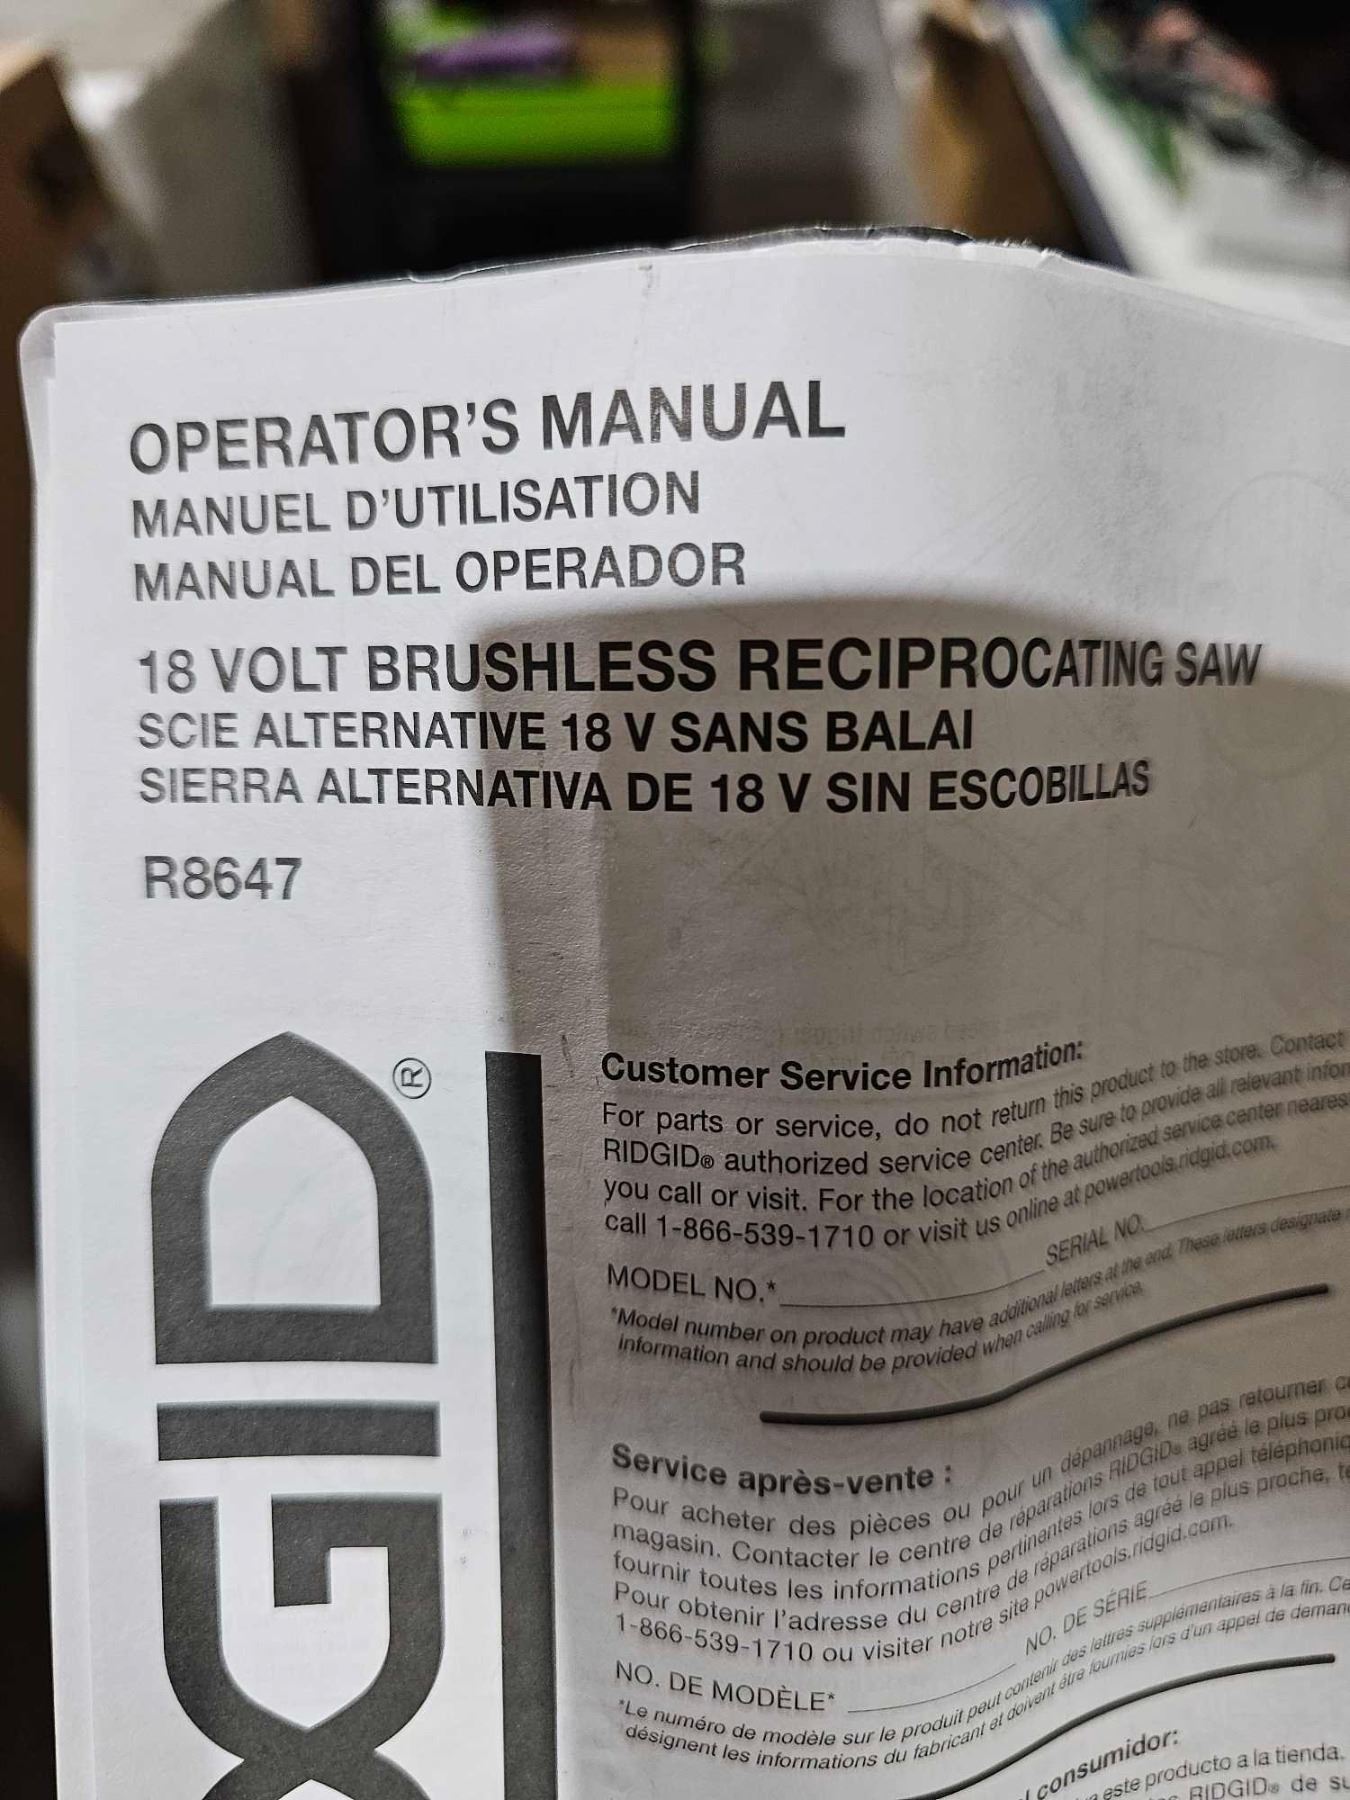 OPERATOR'S MANUAL
MANUEL D'UTILISATION
MANUAL DEL OPERADOR
18 VOLT BRUSHLESS RECIPROCATING SAW
SCIE ALTERNATIVE 18 V SANS BALAI
SIERRA ALTERNATIVA DE 18 V SIN ESCOBILLAS
R8647
GID®
Customer Service Information:
For parts or service, do not return this product to the store. Contact
RIDGID® authorized service center. Be sure to provide all relevant
you call or visit. For the location of the authorized service center
call 1-866-539-1710 or visit us online at powertools.ridgid.com.
MODEL NO.* SERIAL NO.
*Model number on product may have additional letters at the end. These letters designate
information and should be provided when calling for service.
Service après-vente :
Pour acheter des pièces ou pour un dépannage, ne pas retourner
magasin. Contacter le centre de réparations RIDGID® agréé le plus
fournir toutes les informations pertinentes lors de tout appel
Pour obtenir l'adresse du centre de réparations agréé le plus proche,
1-866-539-1710 ou visiter notre site powertools.ridgid.com.
NO. DE MODÈLE* NO. DE SÉRIE
*Le numéro de modèle sur le produit peut contenir des lettres supplémentaires à la fin.
désignent les informations du fabricant et doivent être fournies lors d'un appel de
consumidor:
este producto a la tienda.
RIDGID® de